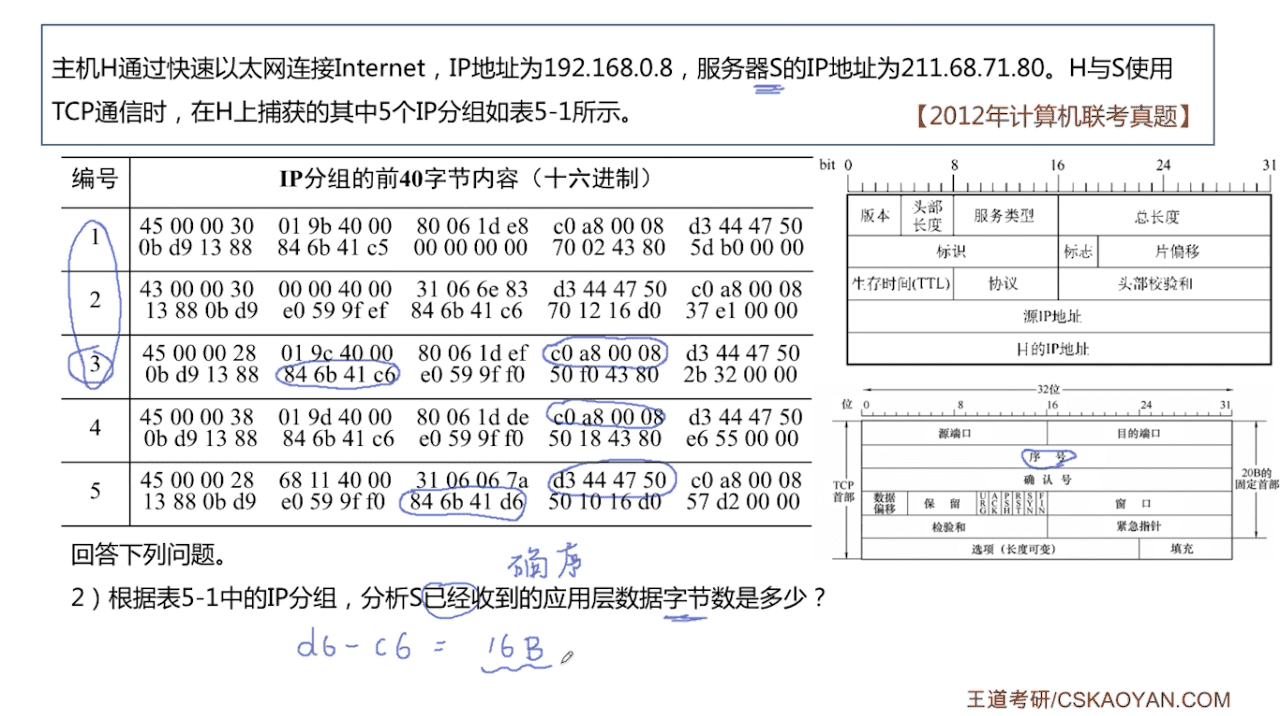 主机H通过快速以太网连接Internet，IP地址为192.168.0.8，服务器S的IP地址为211.68.71.80。H与S使用
TCP通信时，在H上捕获的其中5个IP分组如表5-1所示。
【2012年计算机联考真题】
编号 IP分组的前40字节内容（十六进制）
1
45 00 00 30 01 9b 40 00 80 06 1d e8 c0 a8 00 08 d3 44 47 50
0b d9 13 88 84 6b 41 c5 00 00 00 00 70 02 43 80 5d b0 00 00
2
43 00 00 30 00 00 40 00 31 06 6e 83 d3 44 47 50 c0 a8 00 08
13 88 0b d9 e0 59 9f ef 84 6b 41 c6 70 12 16 d0 37 e1 00 00
3
45 00 00 28 01 9c 40 00 80 06 1d ef c0 a8 00 08 d3 44 47 50
0b d9 13 88 84 6b 41 c6 e0 59 9f f0 50 f0 43 80 2b 32 00 00
4
45 00 00 38 01 9d 40 00 80 06 1d de c0 a8 00 08 d3 44 47 50
0b d9 13 88 84 6b 41 c6 e0 59 9f f0 50 18 43 80 e6 55 00 00
5
45 00 00 28 68 11 40 00 31 06 06 7a d3 44 47 50 c0 a8 00 08
13 88 0b d9 e0 59 9f f0 84 6b 41 d6 50 10 16 d0 57 d2 00 00
bit 0 8 16 24 31
版本 头部长度 服务类型 总长度
标识 标志 片偏移
生存时间(TTL) 协议 头部校验和
源IP地址
目的IP地址
32位
位 0 8 16 24 31
源端口 目的端口
序 号
确 认 号
数据偏移 保 留 URG ACK PSH RST SYN FIN 窗 口
检验和 紧急指针
选项（长度可变） 填充
TCP首部
20B的固定首部
回答下列问题。
确 序
2）根据表5-1中的IP分组，分析S已经收到的应用层数据字节数是多少？
d6 - c6 = 16B
王道考研/CSKAOYAN.COM